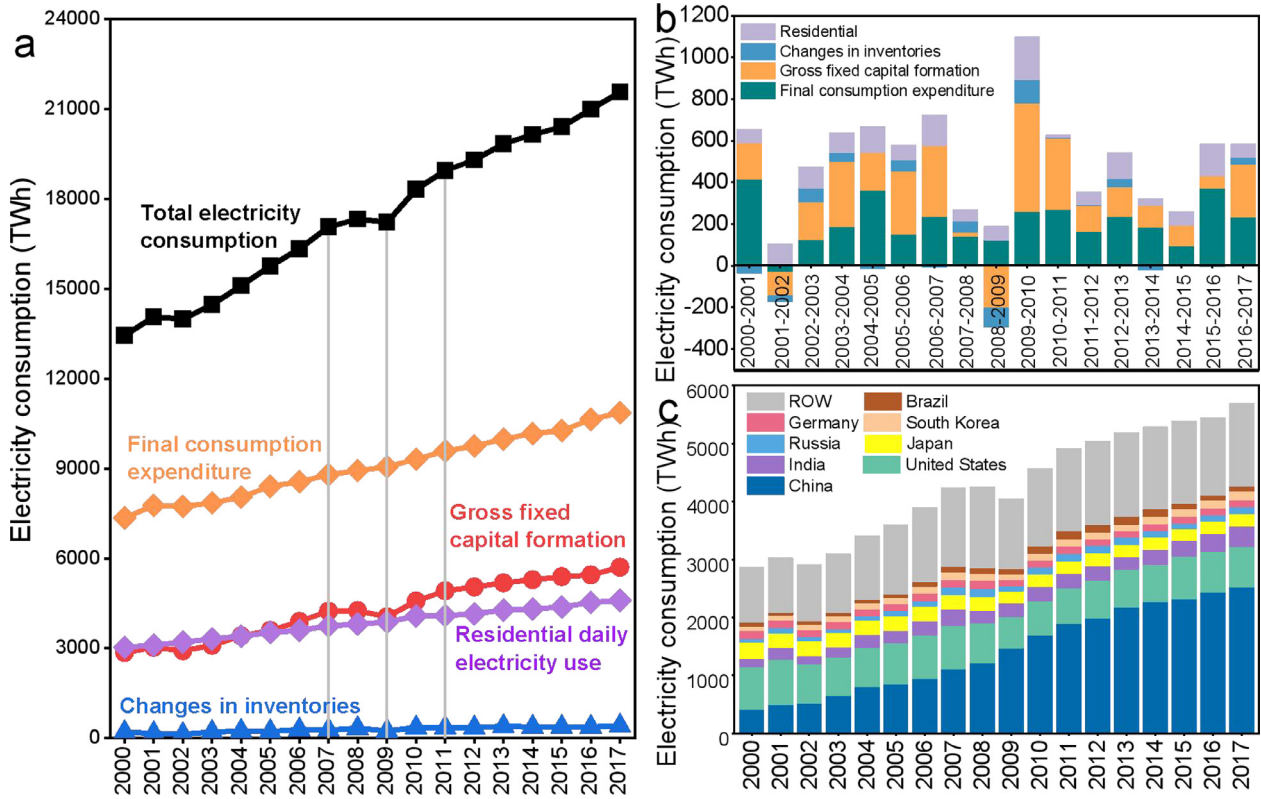 a
Electricity consumption (TWh)
24000
21000
18000
15000
12000
9000
6000
3000
0
Total electricity
consumption
Final consumption
expenditure
Gross fixed
capital formation
Residential daily
electricity use
Changes in inventories
2000
2001
2002
2003
2004
2005
2006
2007
2008
2009
2010
2011
2012
2013
2014
2015
2016
2017
b
Electricity consumption (TWh)
1200
1000
800
600
400
200
0
-200
-400
Residential
Changes in inventories
Gross fixed capital formation
Final consumption expenditure
2000-2001
2001-2002
2002-2003
2003-2004
2004-2005
2005-2006
2006-2007
2007-2008
2008-2009
2009-2010
2010-2011
2011-2012
2012-2013
2013-2014
2014-2015
2015-2016
2016-2017
c
Electricity consumption (TWh)
6000
5000
4000
3000
2000
1000
0
ROW
Germany
Russia
India
China
Brazil
South Korea
Japan
United States
2000
2001
2002
2003
2004
2005
2006
2007
2008
2009
2010
2011
2012
2013
2014
2015
2016
2017